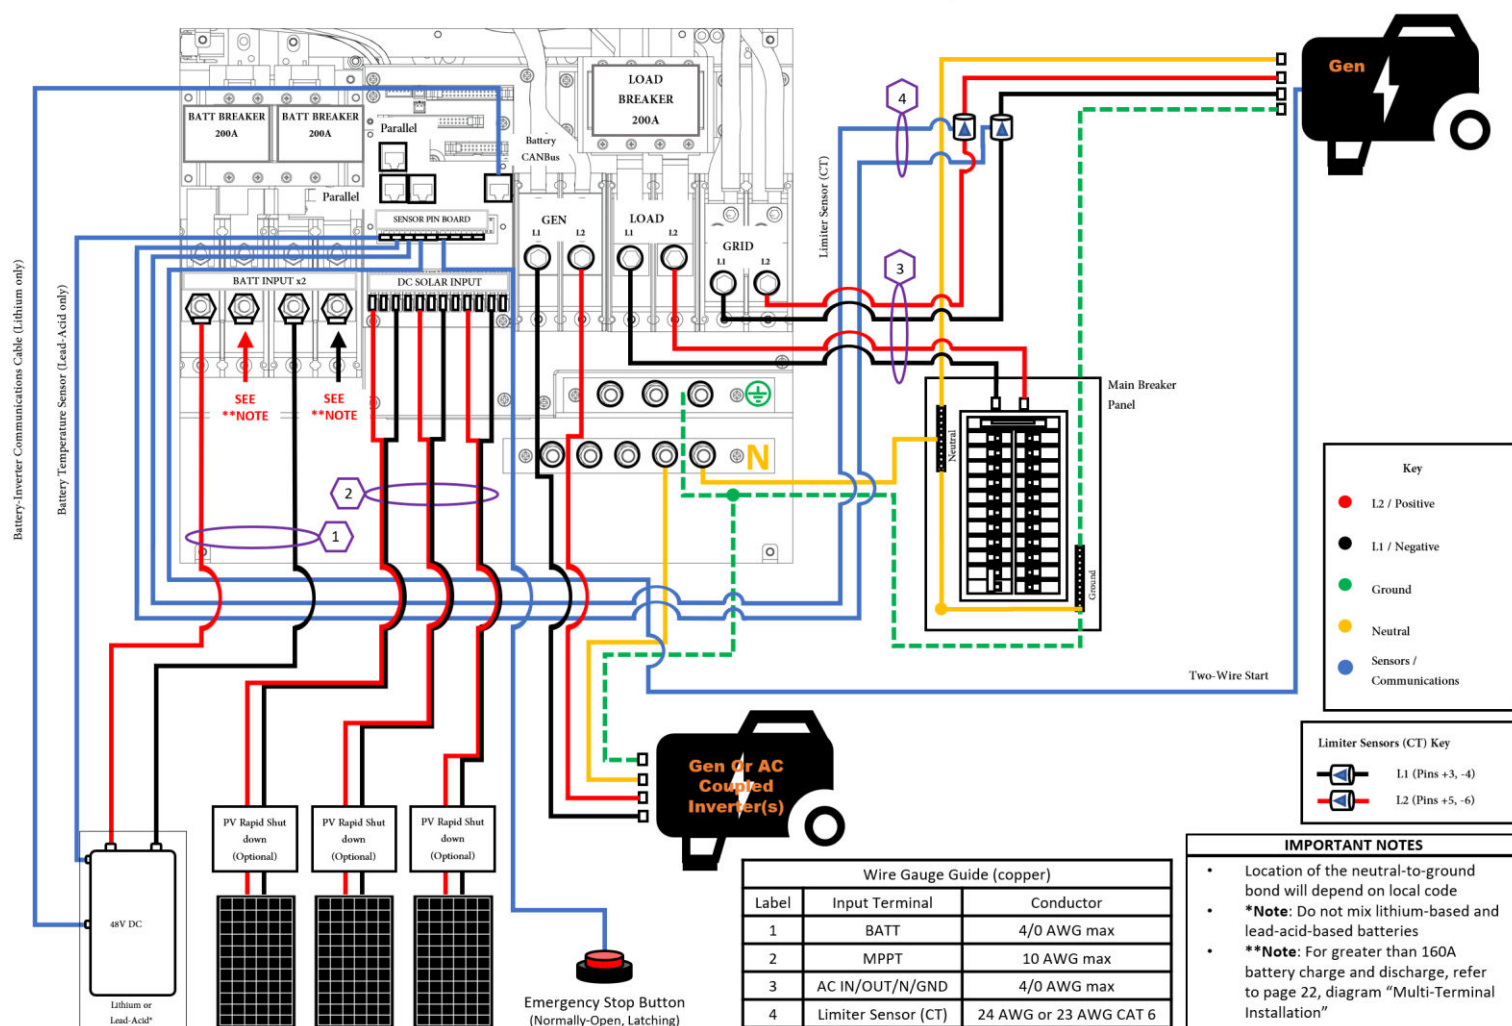 LOAD
BREAKER
200A
BATT BREAKER
200A
BATT BREAKER
200A
Parallel
Battery
CANBus
Parallel
SENSOR PIN BOARD
GEN
L1
L2
LOAD
L1
L2
GRID
L1
L2
BATT INPUT x2
DC SOLAR INPUT
SEE
**NOTE
SEE
**NOTE
N
Battery-Inverter Communications Cable (Lithium only)
Battery Temperature Sensor (Lead-Acid only)
Limiter Sensor (CT)
4
3
2
1
Gen
Main Breaker
Panel
Neutral
Ground
Two-Wire Start
Key
L2 / Positive
L1 / Negative
Ground
Neutral
Sensors /
Communications
Limiter Sensors (CT) Key
L1 (Pins +3, -4)
L2 (Pins +5, -6)
Gen Or AC
Coupled
Inverter(s)
PV Rapid Shut
down
(Optional)
PV Rapid Shut
down
(Optional)
PV Rapid Shut
down
(Optional)
48V DC
Lithium or
Lead-Acid*
Emergency Stop Button
(Normally-Open, Latching)
Wire Gauge Guide (copper)
Label Input Terminal Conductor
1 BATT 4/0 AWG max
2 MPPT 10 AWG max
3 AC IN/OUT/N/GND 4/0 AWG max
4 Limiter Sensor (CT) 24 AWG or 23 AWG CAT 6
IMPORTANT NOTES
• Location of the neutral-to-ground
bond will depend on local code
• *Note: Do not mix lithium-based and
lead-acid-based batteries
• **Note: For greater than 160A
battery charge and discharge, refer
to page 22, diagram “Multi-Terminal
Installation”